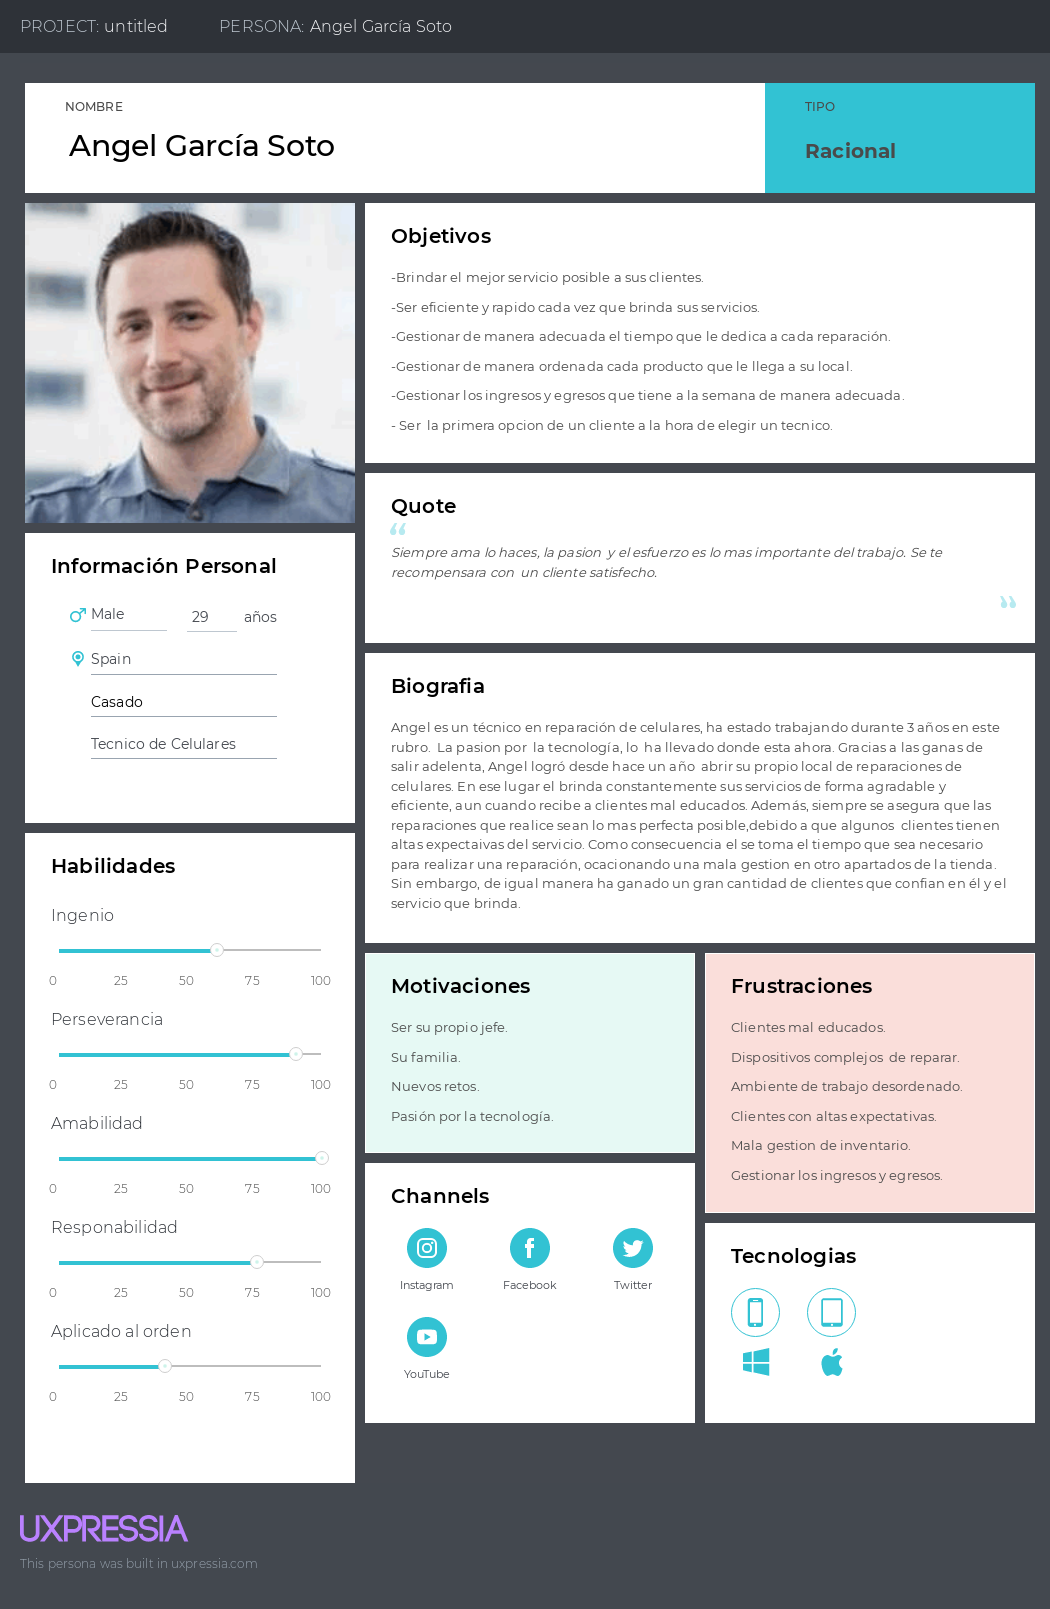 PROJECT: untitled PERSONA: Angel García Soto
NOMBRE
Angel García Soto
TIPO
Racional
Objetivos
-Brindar el mejor servicio posible a sus clientes.
-Ser eficiente y rapido cada vez que brinda sus servicios.
-Gestionar de manera adecuada el tiempo que le dedica a cada reparación.
-Gestionar de manera ordenada cada producto que le llega a su local.
-Gestionar los ingresos y egresos que tiene a la semana de manera adecuada.
- Ser la primera opcion de un cliente a la hora de elegir un tecnico.
Quote
“
Siempre ama lo haces, la pasion y el esfuerzo es lo mas importante del trabajo. Se te
recompensara con un cliente satisfecho.
”
Información Personal
Male 29 años
Spain
Casado
Tecnico de Celulares
Biografia
Angel es un técnico en reparación de celulares, ha estado trabajando durante 3 años en este
rubro. La pasion por la tecnología, lo ha llevado donde esta ahora. Gracias a las ganas de
salir adelenta, Angel logró desde hace un año abrir su propio local de reparaciones de
celulares. En ese lugar el brinda constantemente sus servicios de forma agradable y
eficiente, aun cuando recibe a clientes mal educados. Además, siempre se asegura que las
reparaciones que realice sean lo mas perfecta posible,debido a que algunos clientes tienen
altas expectaivas del servicio. Como consecuencia el se toma el tiempo que sea necesario
para realizar una reparación, ocacionando una mala gestion en otro apartados de la tienda.
Sin embargo, de igual manera ha ganado un gran cantidad de clientes que confian en él y el
servicio que brinda.
Habilidades
Ingenio
0 25 50 75 100
Perseverancia
0 25 50 75 100
Amabilidad
0 25 50 75 100
Responabilidad
0 25 50 75 100
Aplicado al orden
0 25 50 75 100
Motivaciones
Ser su propio jefe.
Su familia.
Nuevos retos.
Pasión por la tecnología.
Frustraciones
Clientes mal educados.
Dispositivos complejos de reparar.
Ambiente de trabajo desordenado.
Clientes con altas expectativas.
Mala gestion de inventario.
Gestionar los ingresos y egresos.
Channels
Instagram Facebook Twitter
YouTube
Tecnologias
UXPRESSIA
This persona was built in uxpressia.com